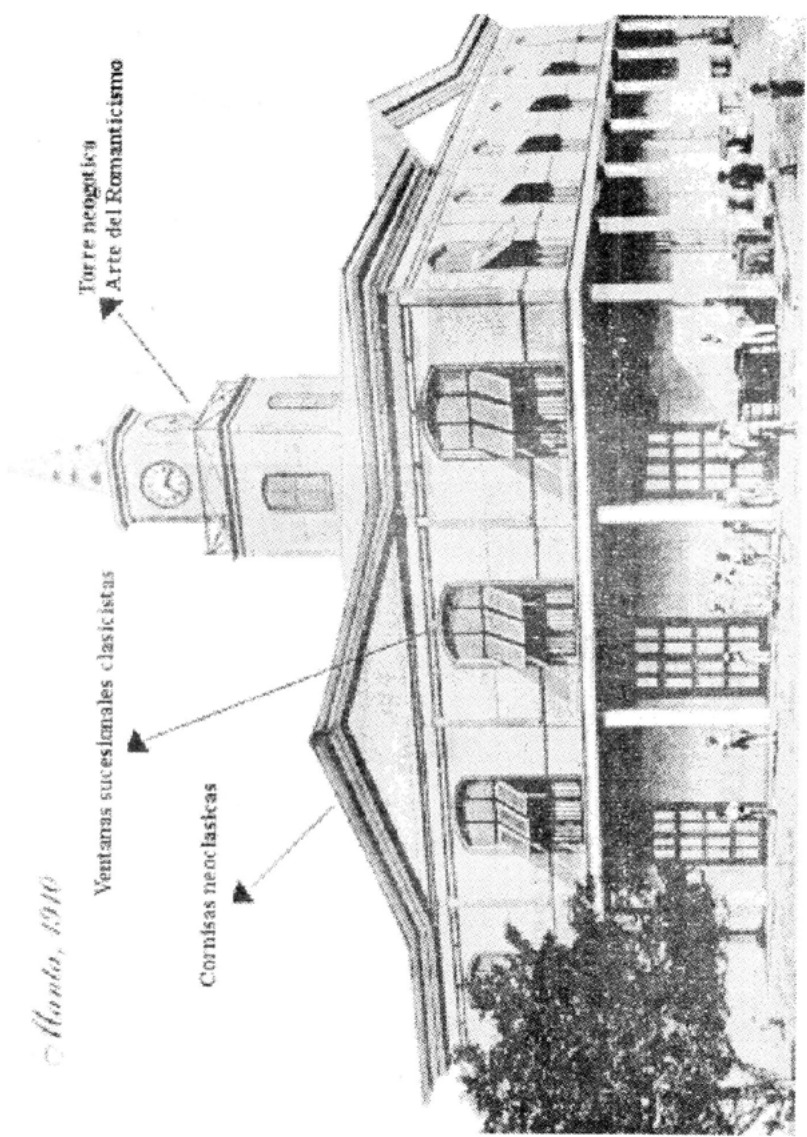 Manta, 1910
Torre neogotica
Arte del Romanticismo
Ventanas sucesionales clasicistas
Cornisas neoclasicas